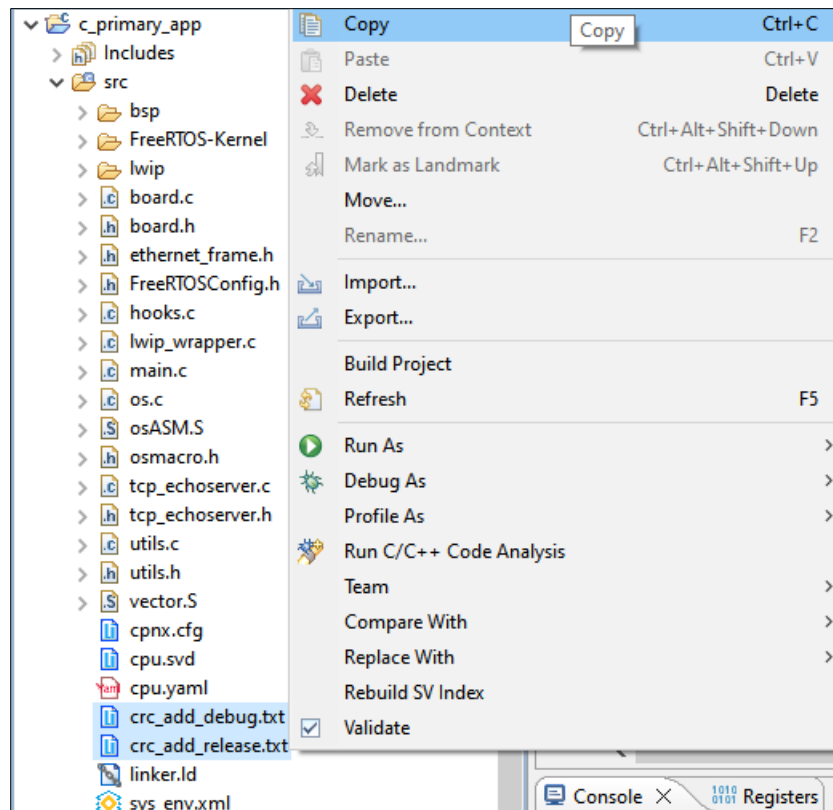 c_primary_app
Includes
src
bsp
FreeRTOS-Kernel
lwip
board.c
board.h
ethernet_frame.h
FreeRTOSConfig.h
hooks.c
lwip_wrapper.c
main.c
os.c
osASM.S
osmacro.h
tcp_echoserver.c
tcp_echoserver.h
utils.c
utils.h
vector.S
cpnx.cfg
cpu.svd
cpu.yaml
crc_add_debug.txt
crc_add_release.txt
linker.ld
sys_env.xml
Copy Ctrl+C
Copy
Paste Ctrl+V
Delete Delete
Remove from Context Ctrl+Alt+Shift+Down
Mark as Landmark Ctrl+Alt+Shift+Up
Move...
Rename... F2
Import...
Export...
Build Project
Refresh F5
Run As
Debug As
Profile As
Run C/C++ Code Analysis
Team
Compare With
Replace With
Rebuild SV Index
Validate
Console
Registers